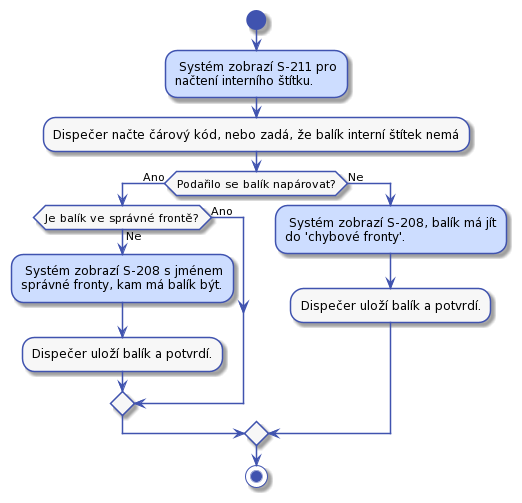 Systém zobrazí S-211 pro
načtení interního štítku.
Dispečer načte čárový kód, nebo zadá, že balík interní štítek nemá
Ano
Podařilo se balík napárovat?
Ne
Je balík ve správné frontě?
Ano
Ne
Systém zobrazí S-208 s jménem
správné fronty, kam má balík být.
Dispečer uloží balík a potvrdí.
Systém zobrazí S-208, balík má jít
do 'chybové fronty'.
Dispečer uloží balík a potvrdí.